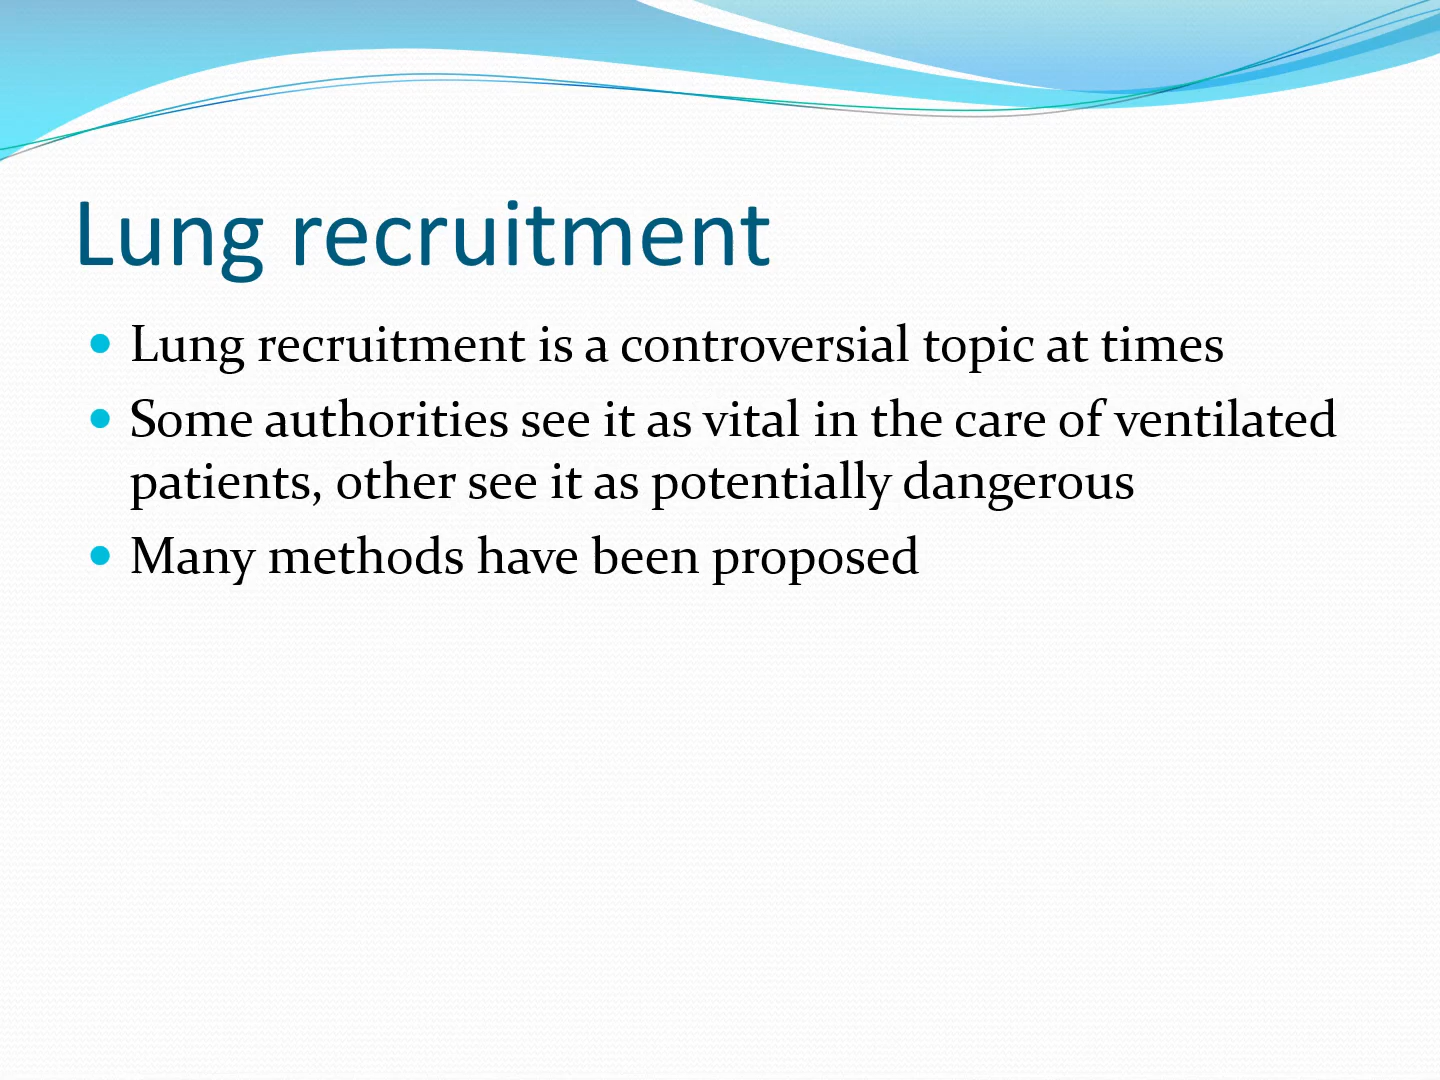 Lung recruitment
• Lung recruitment is a controversial topic at times
• Some authorities see it as vital in the care of ventilated
patients, other see it as potentially dangerous
• Many methods have been proposed